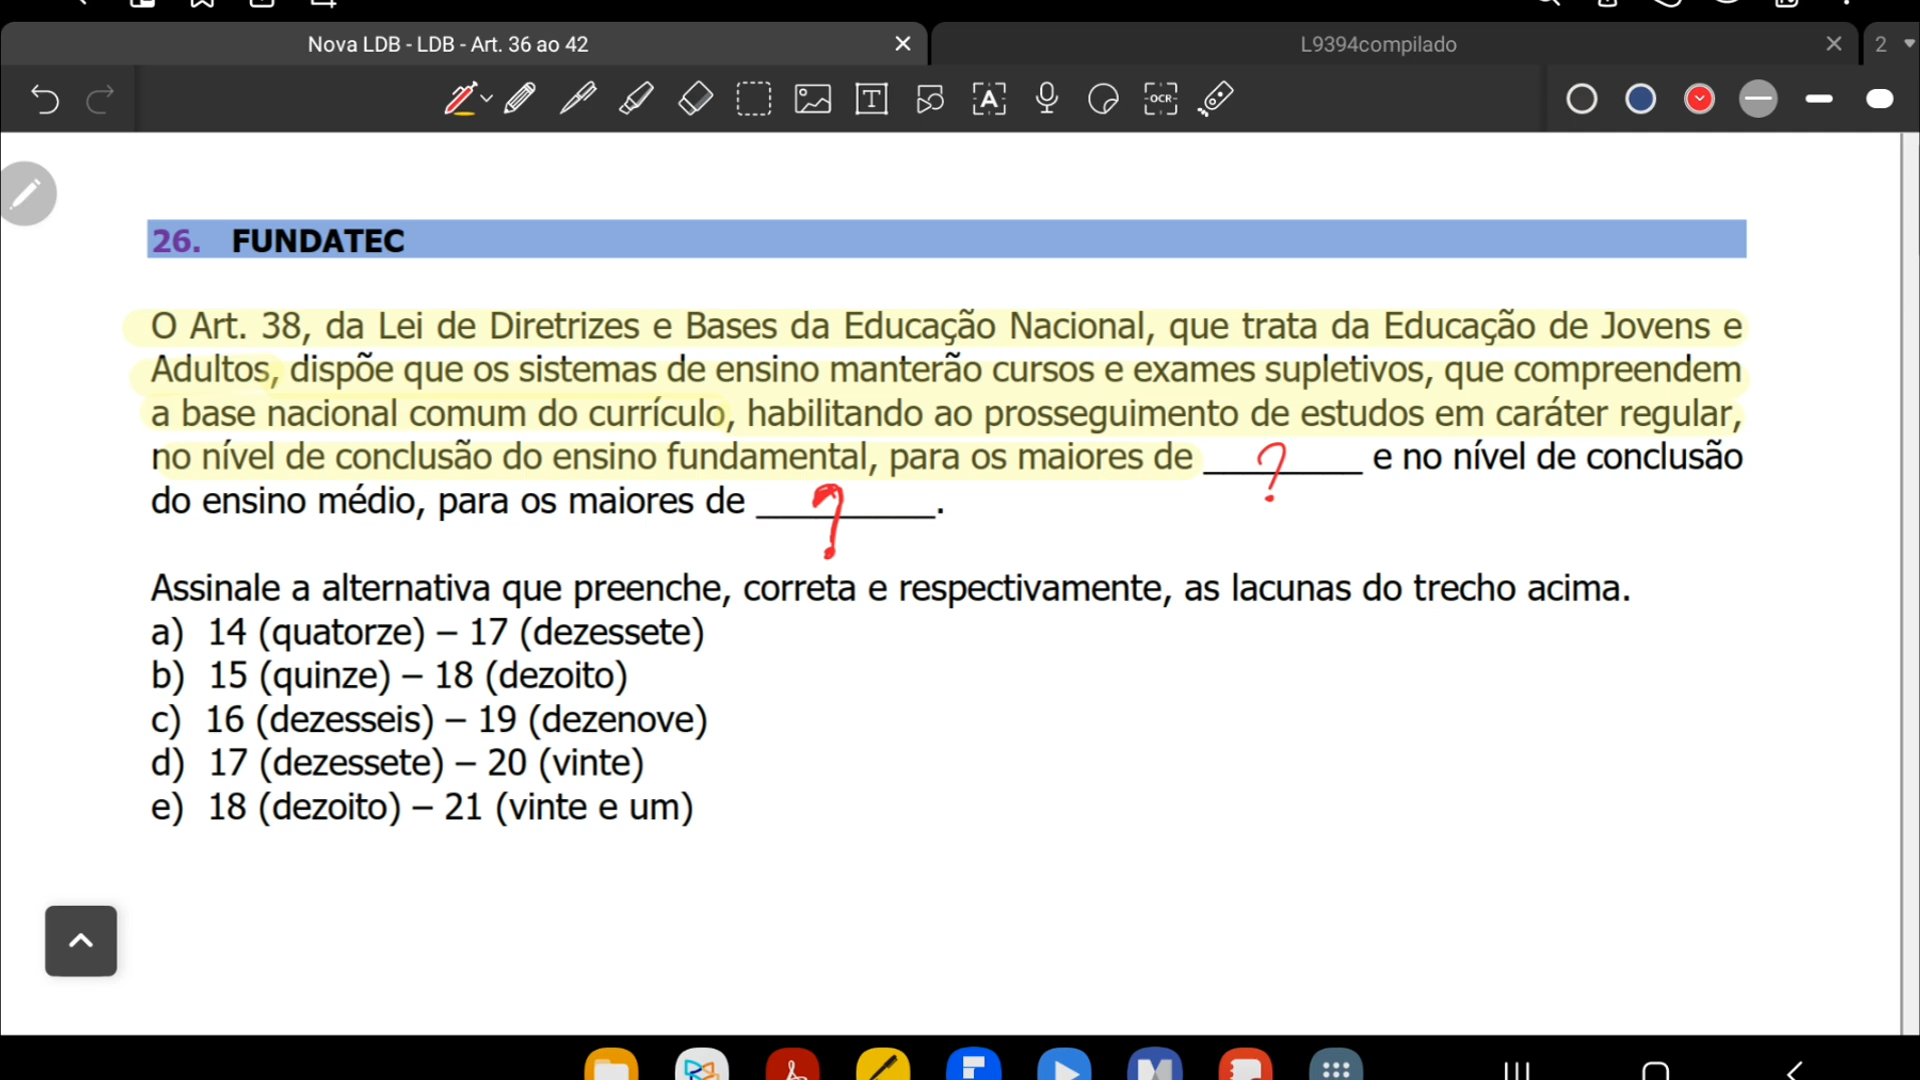 Nova LDB - LDB - Art. 36 ao 42
L9394compilado
2
T
A
OCR
26. FUNDATEC
O Art. 38, da Lei de Diretrizes e Bases da Educação Nacional, que trata da Educação de Jovens e
Adultos, dispõe que os sistemas de ensino manterão cursos e exames supletivos, que compreendem
a base nacional comum do currículo, habilitando ao prosseguimento de estudos em caráter regular,
no nível de conclusão do ensino fundamental, para os maiores de ________ ? e no nível de conclusão
do ensino médio, para os maiores de _________ ?.
Assinale a alternativa que preenche, correta e respectivamente, as lacunas do trecho acima.
a) 14 (quatorze) – 17 (dezessete)
b) 15 (quinze) – 18 (dezoito)
c) 16 (dezesseis) – 19 (dezenove)
d) 17 (dezessete) – 20 (vinte)
e) 18 (dezoito) – 21 (vinte e um)